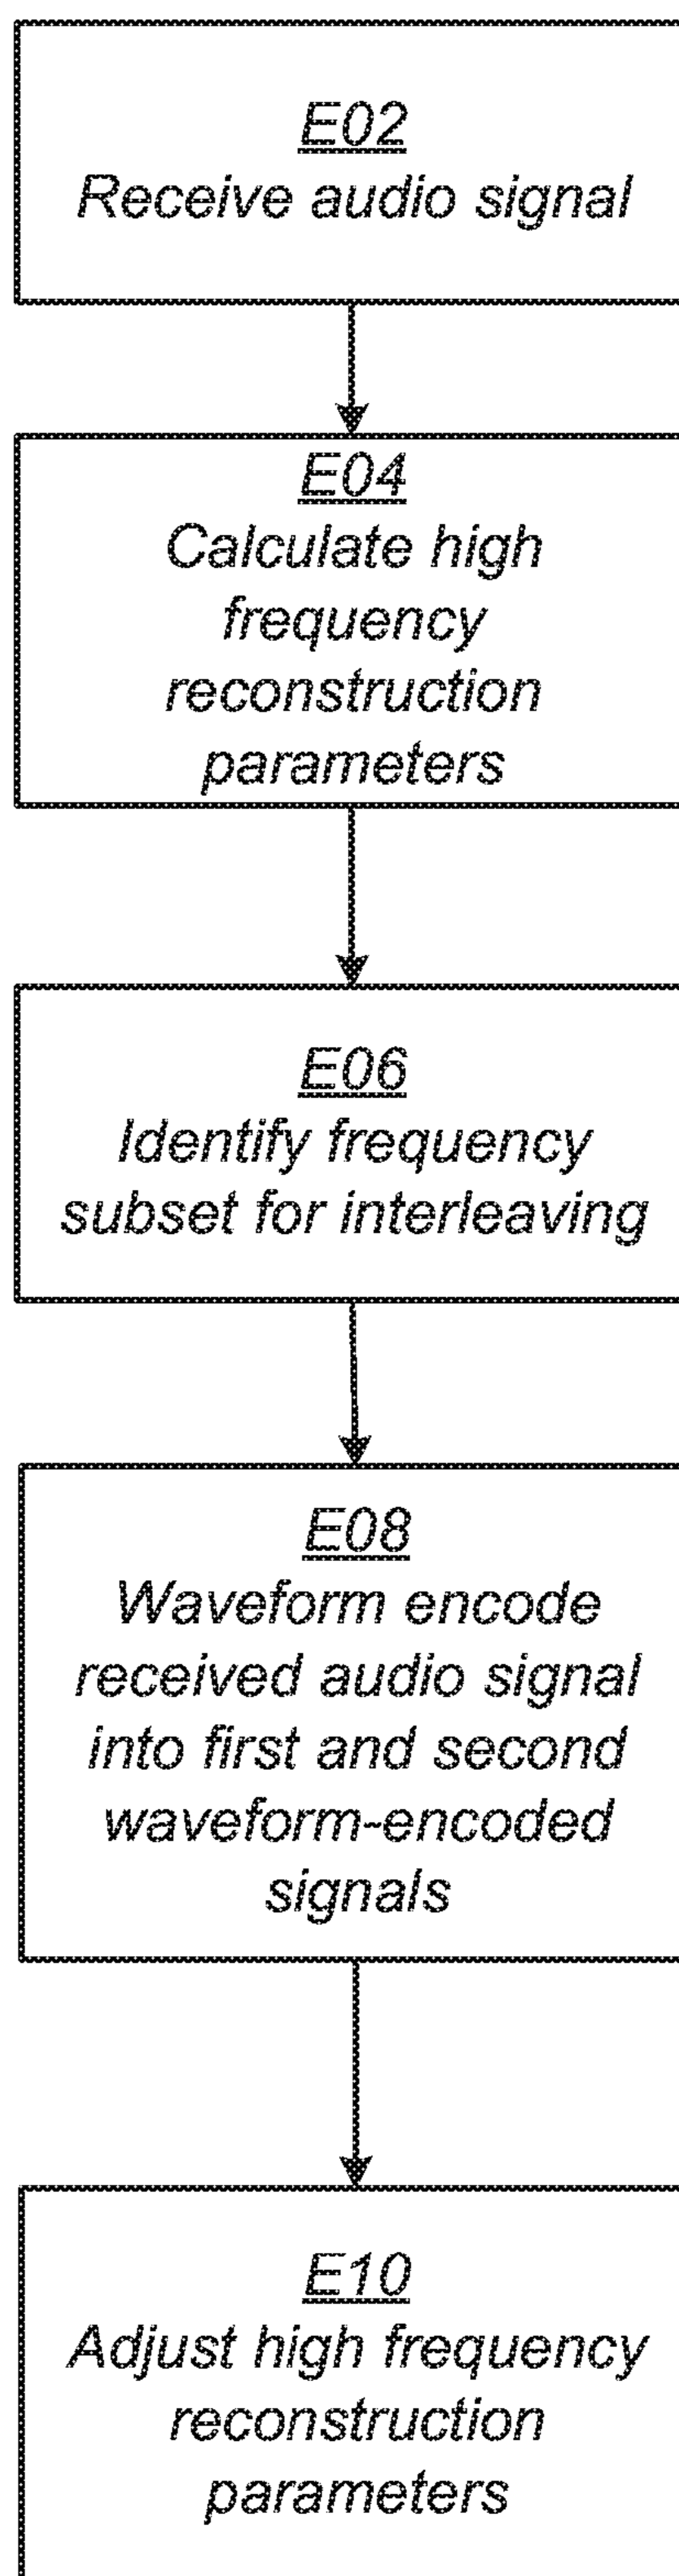 E02
Receive audio signal
E04
Calculate high
frequency
reconstruction
parameters
E06
Identify frequency
subset for interleaving
E08
Waveform encode
received audio signal
into first and second
waveform-encoded
signals
E10
Adjust high frequency
reconstruction
parameters